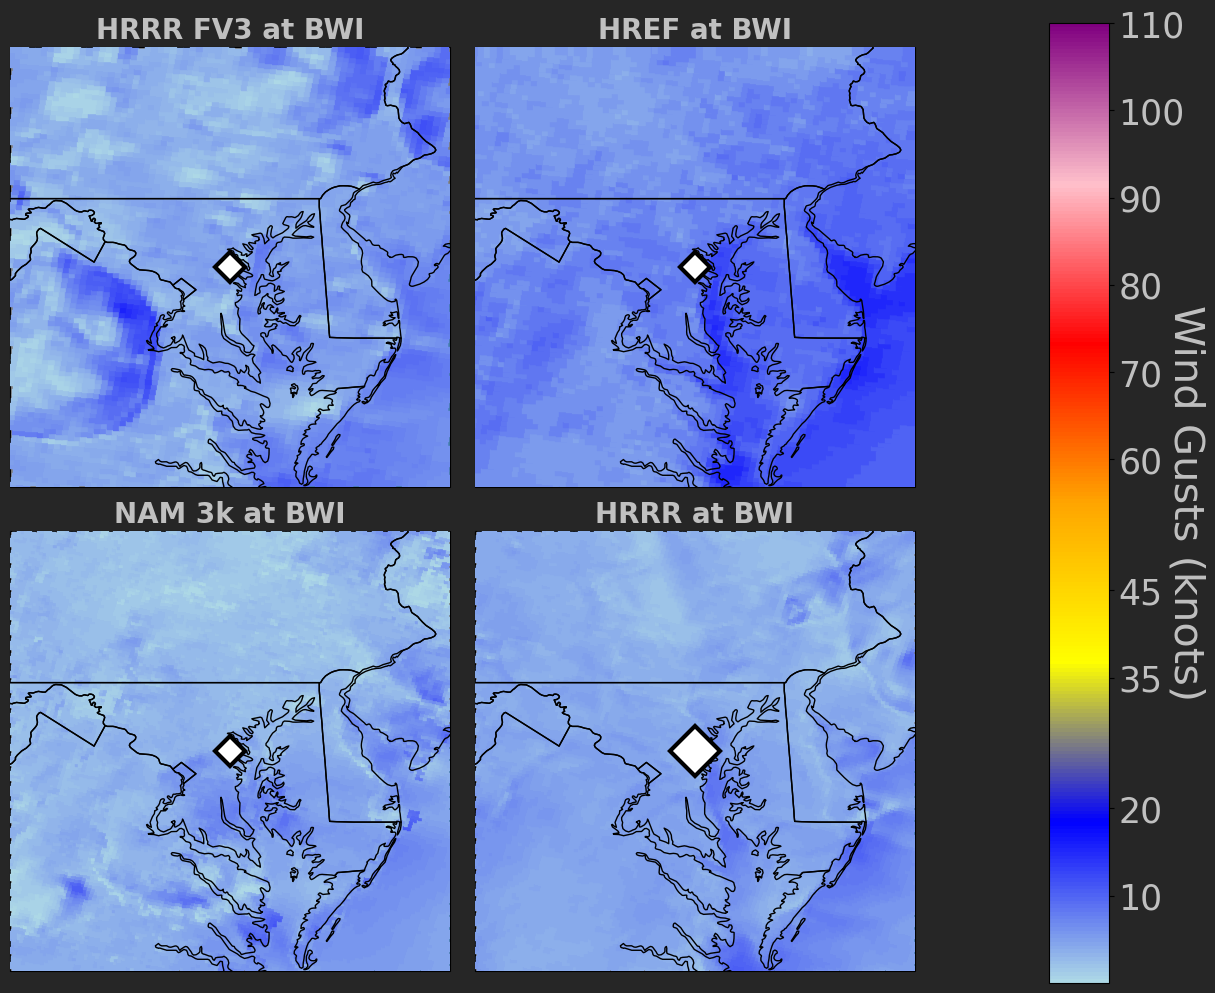 HRRR FV3 at BWI
HREF at BWI
NAM 3k at BWI
HRRR at BWI
110
100
90
80
70
60
45
35
20
10
Wind Gusts (knots)